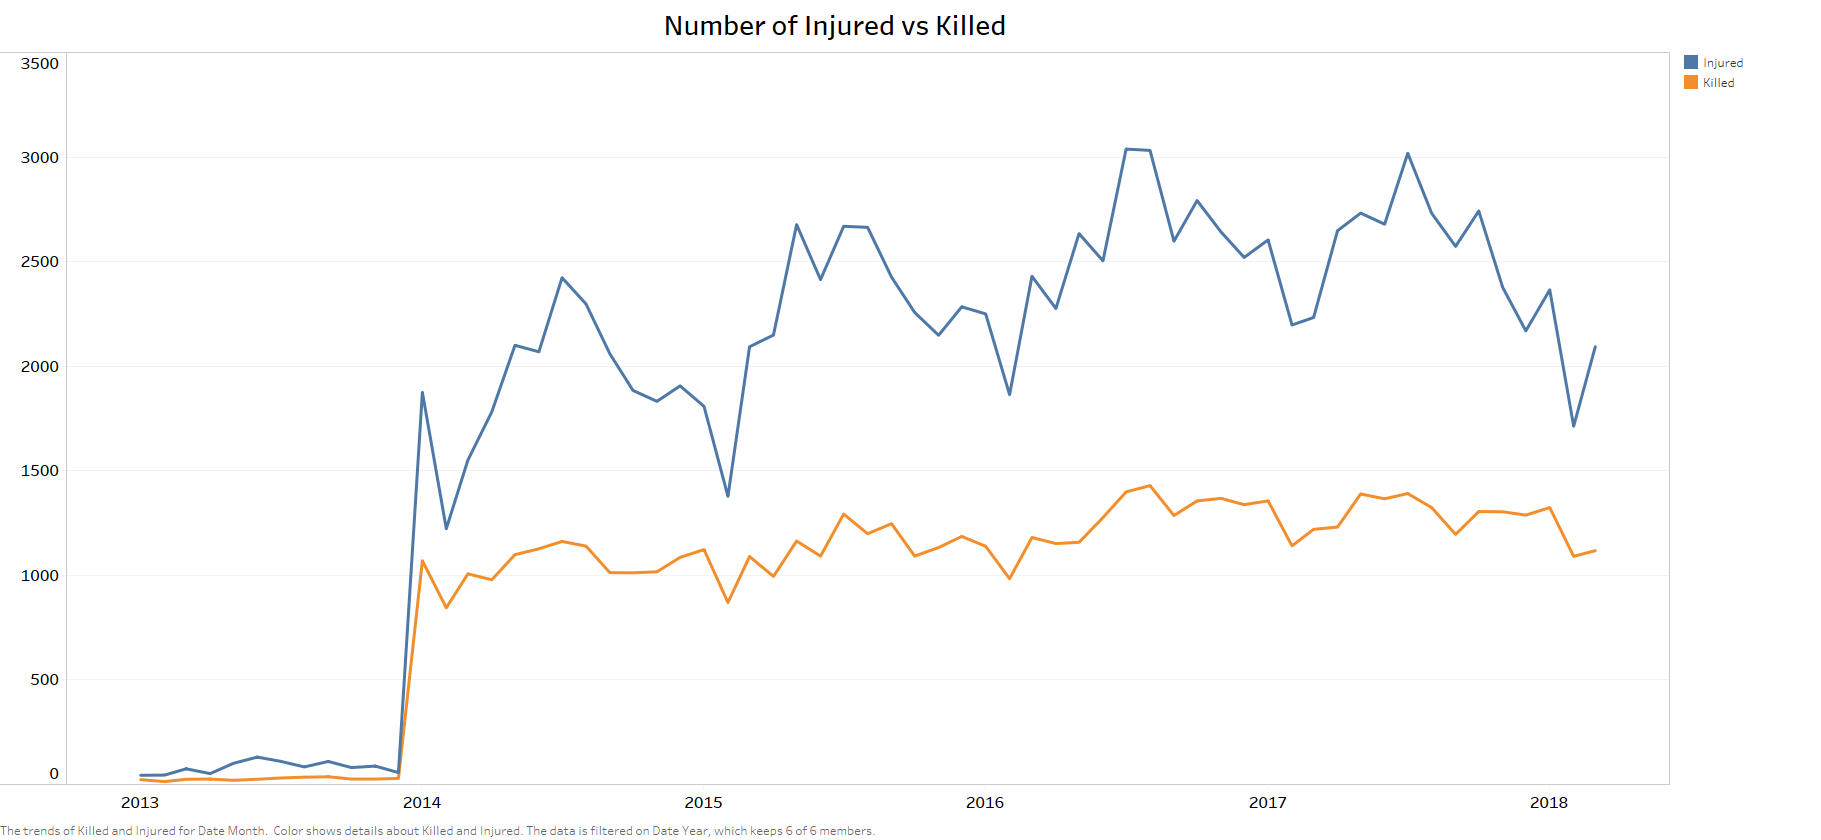 Number of Injured vs Killed
Injured
Killed
3500
3000
2500
2000
1500
1000
500
0
2013 2014 2015 2016 2017 2018
The trends of Killed and Injured for Date Month.  Color shows details about Killed and Injured. The data is filtered on Date Year, which keeps 6 of 6 members.